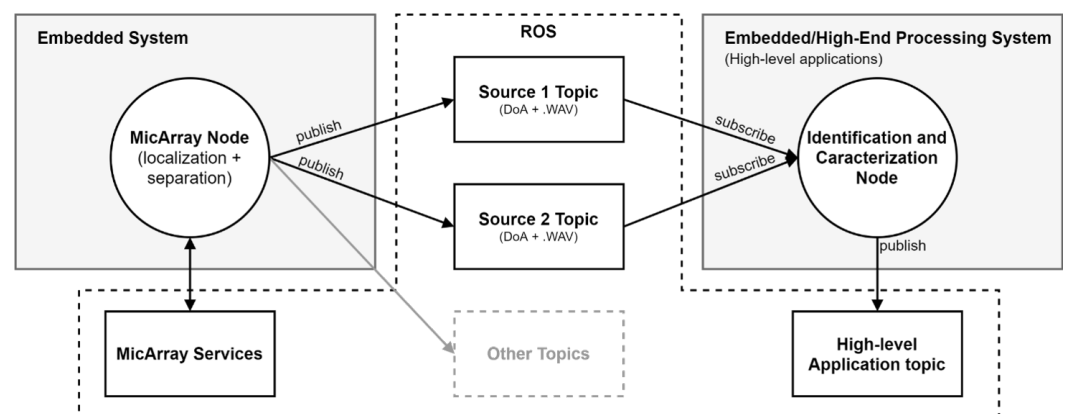 Embedded System
ROS
Embedded/High-End Processing System
(High-level applications)
MicArray Node
(localization +
separation)
publish
publish
Source 1 Topic
(DoA + .WAV)
Source 2 Topic
(DoA + .WAV)
subscribe
subscribe
Identification and
Caracterization
Node
publish
MicArray Services
Other Topics
High-level
Application topic